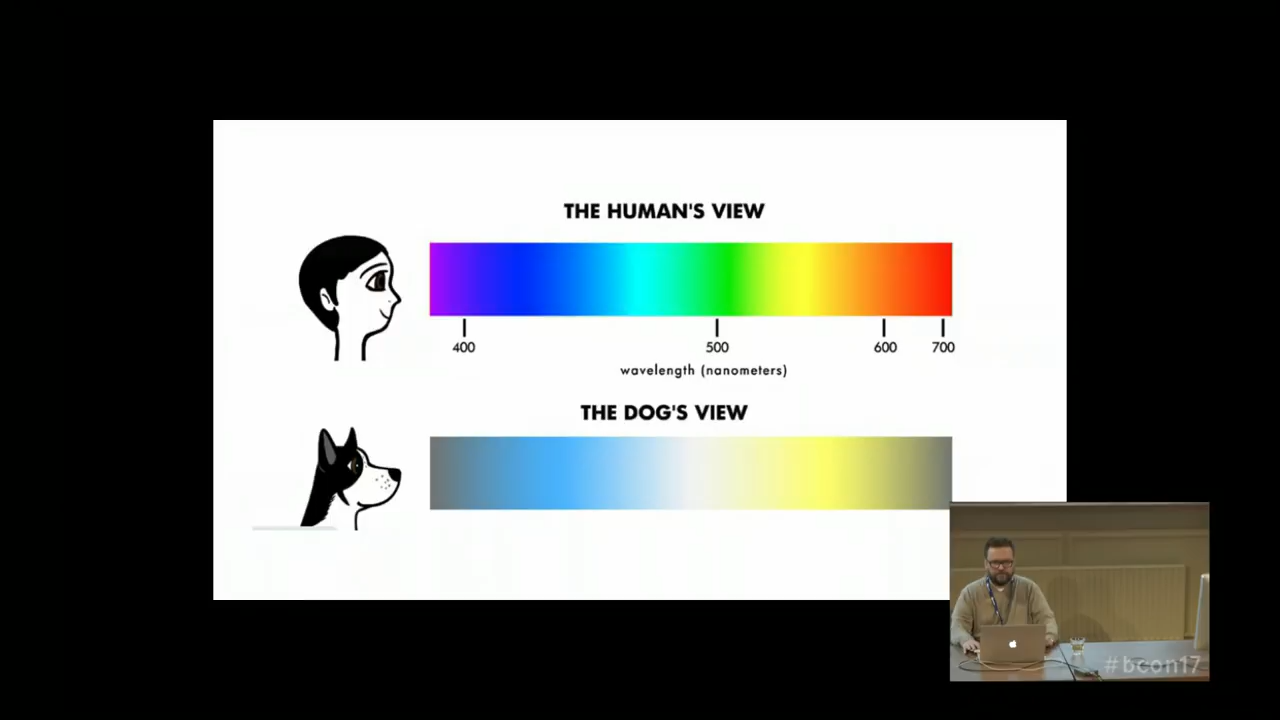 THE HUMAN'S VIEW
400 500 600 700
wavelength (nanometers)
THE DOG'S VIEW
#bcon17